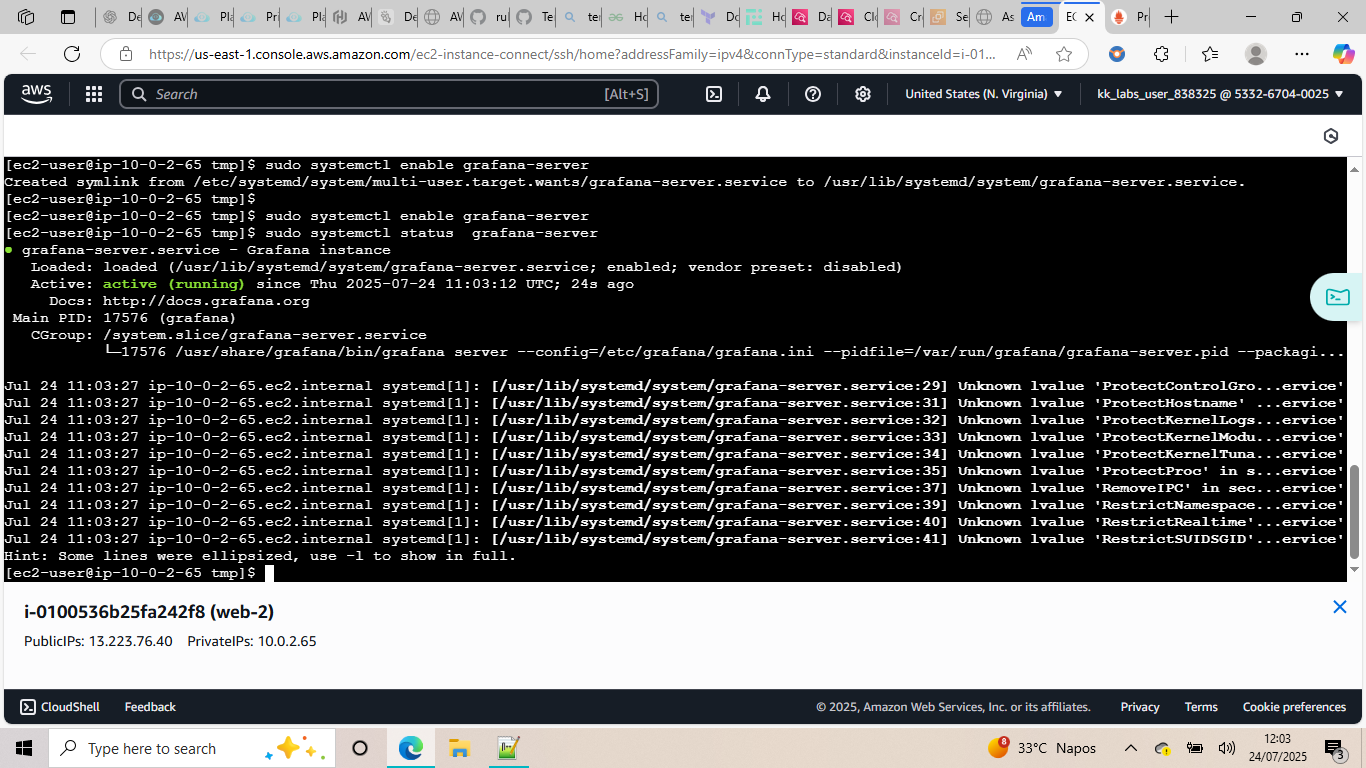 De
AV
Pla
Pri
Pla
AV
De
AV
rul
Te
ter
Ho
ter
Do
Ho
Da
Clo
Cre
Se
As
Am
EC
Pr
https://us-east-1.console.aws.amazon.com/ec2-instance-connect/ssh/home?addressFamily=ipv4&connType=standard&instanceId=i-01...
aws
Search
[Alt+S]
United States (N. Virginia)
kk_labs_user_838325 @ 5332-6704-0025
[ec2-user@ip-10-0-2-65 tmp]$ sudo systemctl enable grafana-server
Created symlink from /etc/systemd/system/multi-user.target.wants/grafana-server.service to /usr/lib/systemd/system/grafana-server.service.
[ec2-user@ip-10-0-2-65 tmp]$
[ec2-user@ip-10-0-2-65 tmp]$ sudo systemctl enable grafana-server
[ec2-user@ip-10-0-2-65 tmp]$ sudo systemctl status  grafana-server
● grafana-server.service - Grafana instance
Loaded: loaded (/usr/lib/systemd/system/grafana-server.service; enabled; vendor preset: disabled)
Active: active (running) since Thu 2025-07-24 11:03:12 UTC; 24s ago
Docs: http://docs.grafana.org
Main PID: 17576 (grafana)
CGroup: /system.slice/grafana-server.service
└─17576 /usr/share/grafana/bin/grafana server --config=/etc/grafana/grafana.ini --pidfile=/var/run/grafana/grafana-server.pid --packagi...
Jul 24 11:03:27 ip-10-0-2-65.ec2.internal systemd[1]: [/usr/lib/systemd/system/grafana-server.service:29] Unknown lvalue 'ProtectControlGro...ervice'
Jul 24 11:03:27 ip-10-0-2-65.ec2.internal systemd[1]: [/usr/lib/systemd/system/grafana-server.service:31] Unknown lvalue 'ProtectHostname' ...ervice'
Jul 24 11:03:27 ip-10-0-2-65.ec2.internal systemd[1]: [/usr/lib/systemd/system/grafana-server.service:32] Unknown lvalue 'ProtectKernelLogs...ervice'
Jul 24 11:03:27 ip-10-0-2-65.ec2.internal systemd[1]: [/usr/lib/systemd/system/grafana-server.service:33] Unknown lvalue 'ProtectKernelModu...ervice'
Jul 24 11:03:27 ip-10-0-2-65.ec2.internal systemd[1]: [/usr/lib/systemd/system/grafana-server.service:34] Unknown lvalue 'ProtectKernelTuna...ervice'
Jul 24 11:03:27 ip-10-0-2-65.ec2.internal systemd[1]: [/usr/lib/systemd/system/grafana-server.service:35] Unknown lvalue 'ProtectProc' in s...ervice'
Jul 24 11:03:27 ip-10-0-2-65.ec2.internal systemd[1]: [/usr/lib/systemd/system/grafana-server.service:37] Unknown lvalue 'RemoveIPC' in sec...ervice'
Jul 24 11:03:27 ip-10-0-2-65.ec2.internal systemd[1]: [/usr/lib/systemd/system/grafana-server.service:39] Unknown lvalue 'RestrictNamespace...ervice'
Jul 24 11:03:27 ip-10-0-2-65.ec2.internal systemd[1]: [/usr/lib/systemd/system/grafana-server.service:40] Unknown lvalue 'RestrictRealtime'...ervice'
Jul 24 11:03:27 ip-10-0-2-65.ec2.internal systemd[1]: [/usr/lib/systemd/system/grafana-server.service:41] Unknown lvalue 'RestrictSUIDSGID'...ervice'
Hint: Some lines were ellipsized, use -l to show in full.
[ec2-user@ip-10-0-2-65 tmp]$
i-0100536b25fa242f8 (web-2)
PublicIPs: 13.223.76.40    PrivateIPs: 10.0.2.65
CloudShell
Feedback
© 2025, Amazon Web Services, Inc. or its affiliates.
Privacy
Terms
Cookie preferences
Type here to search
8
33°C Napos
12:03
24/07/2025
3